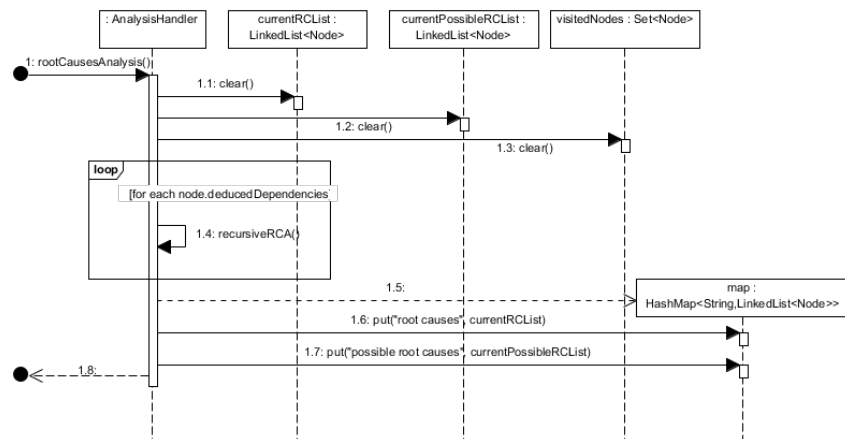 : AnalysisHandler
currentRCList :
LinkedList<Node>
currentPossibleRCList :
LinkedList<Node>
visitedNodes : Set<Node>
1: rootCausesAnalysis()
1.1: clear()
1.2: clear()
1.3: clear()
loop
[for each node.deducedDependencies]
1.4: recursiveRCA()
1.5:
map :
HashMap<String,LinkedList<Node>>
1.6: put("root causes", currentRCList)
1.7: put("possible root causes", currentPossibleRCList)
1.8: